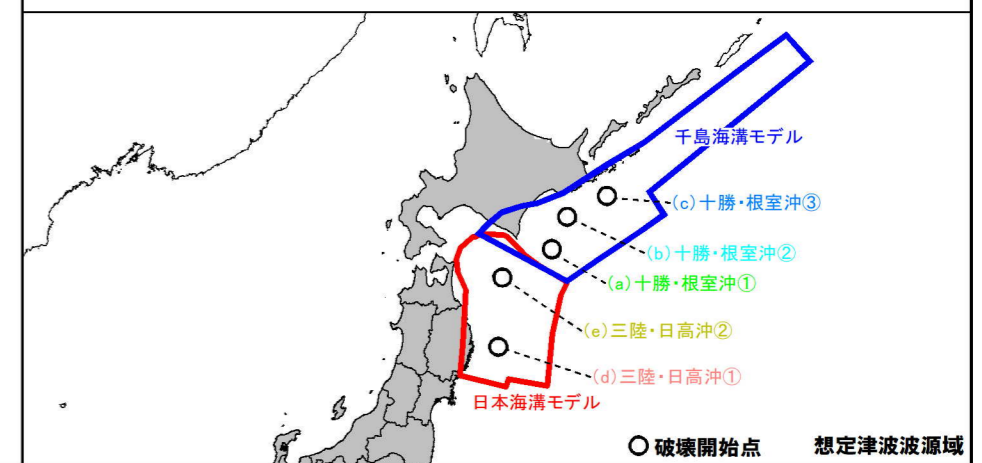 千島海溝モデル
(c)十勝・根室沖③
(b)十勝・根室沖②
(a)十勝・根室沖①
(e)三陸・日高沖②
(d)三陸・日高沖①
日本海溝モデル
破壊開始点 想定津波波源域